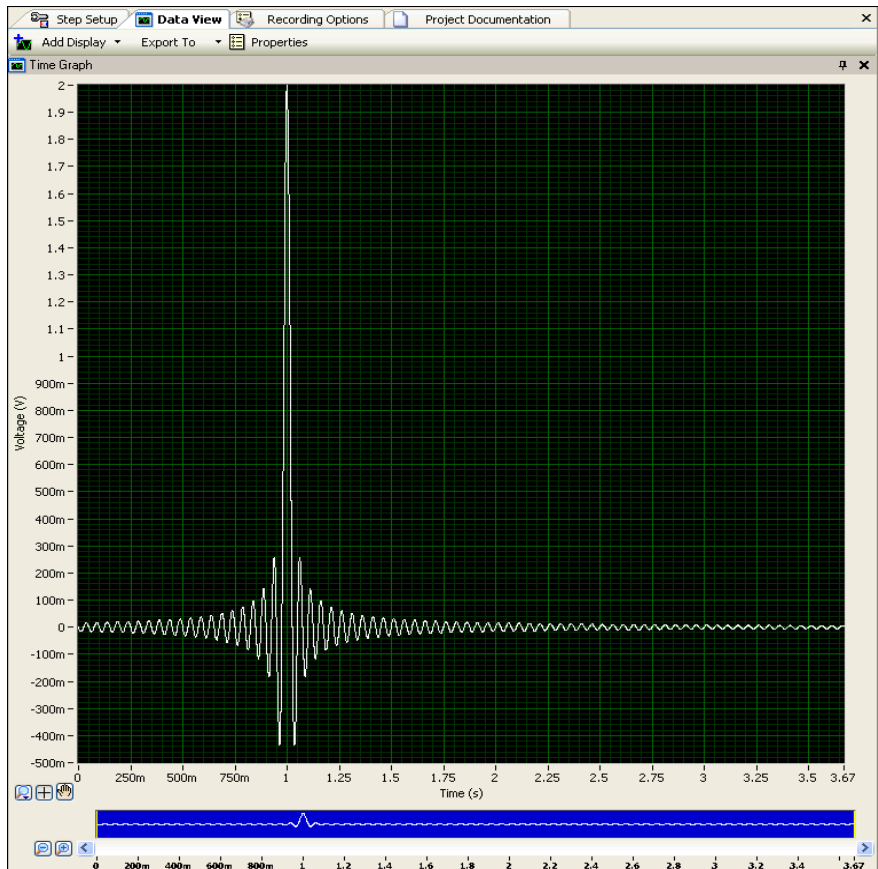 Step Setup Data View Recording Options Project Documentation
Add Display Export To Properties
Time Graph
2
1.9
1.8
1.7
1.6
1.5
1.4
1.3
1.2
1.1
1
900m
800m
700m
600m
500m
400m
300m
200m
100m
0
-100m
-200m
-300m
-400m
-500m
Voltage (V)
0 250m 500m 750m 1 1.25 1.5 1.75 2 2.25 2.5 2.75 3 3.25 3.5 3.67
Time (s)
0 200m 400m 600m 800m 1 1.2 1.4 1.6 1.8 2 2.2 2.4 2.6 2.8 3 3.2 3.4 3.67